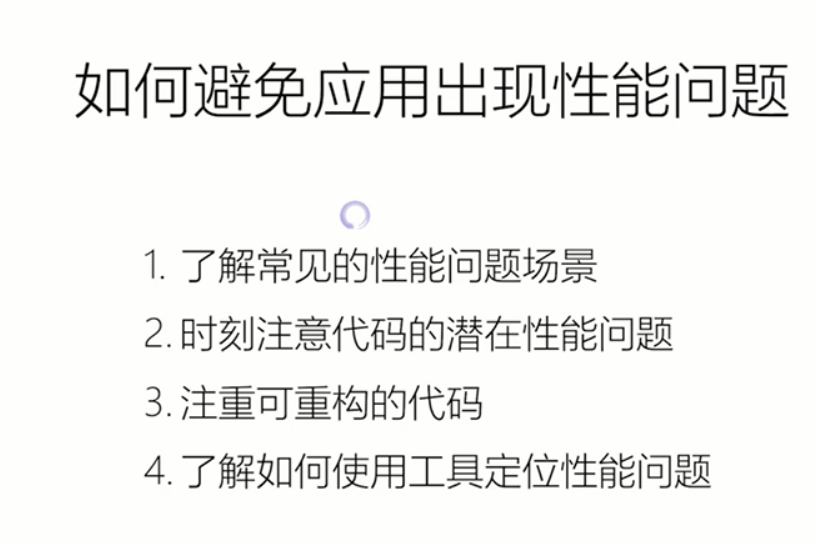 如何避免应用出现性能问题
1. 了解常见的性能问题场景
2. 时刻注意代码的潜在性能问题
3. 注重可重构的代码
4. 了解如何使用工具定位性能问题